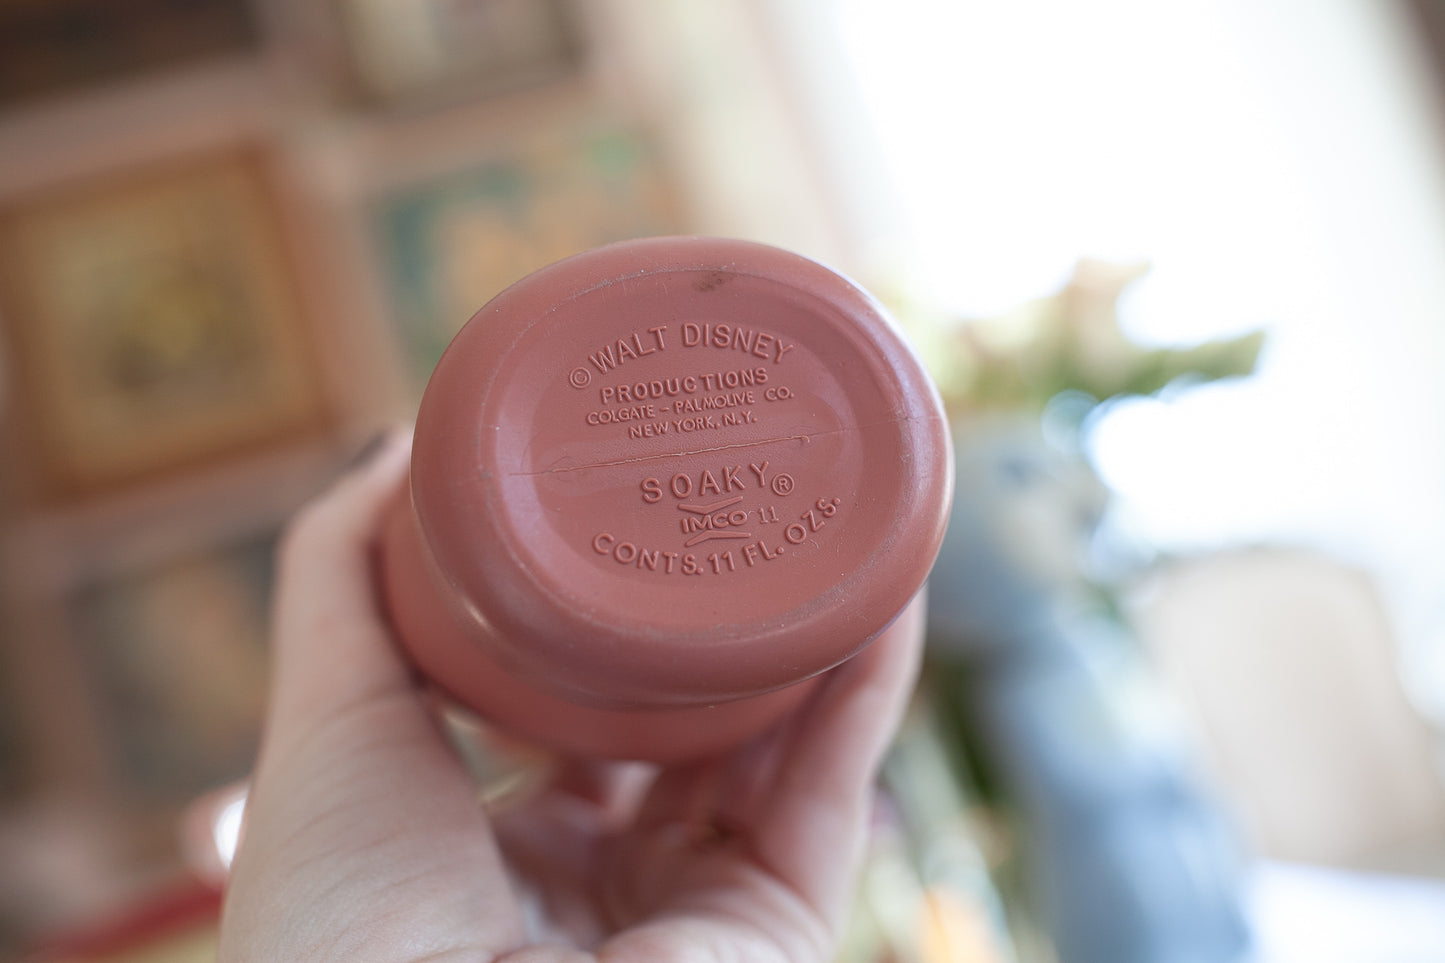 © WALT DISNEY
PRODUCTIONS
COLGATE - PALMOLIVE CO.
NEW YORK, N.Y.
SOAKY ®
IMCO 11
CONTS. 11 FL. OZS.